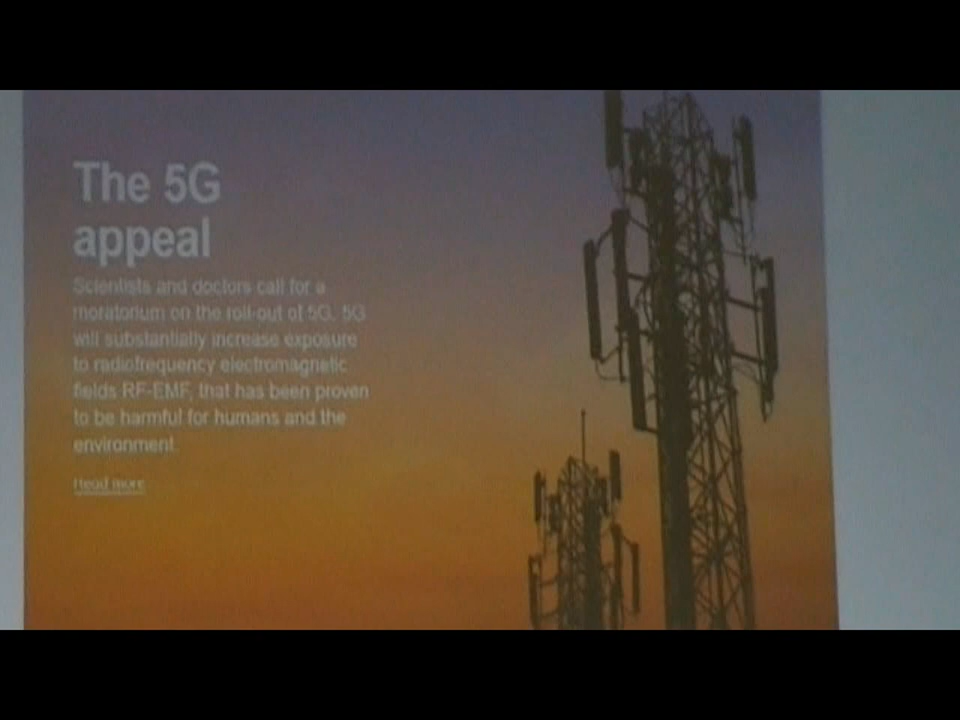 The 5G
appeal
Scientists and doctors call for a
moratorium on the roll-out of 5G. 5G
will substantially increase exposure
to radiofrequency electromagnetic
fields RF-EMF, that has been proven
to be harmful for humans and the
environment.
Read more